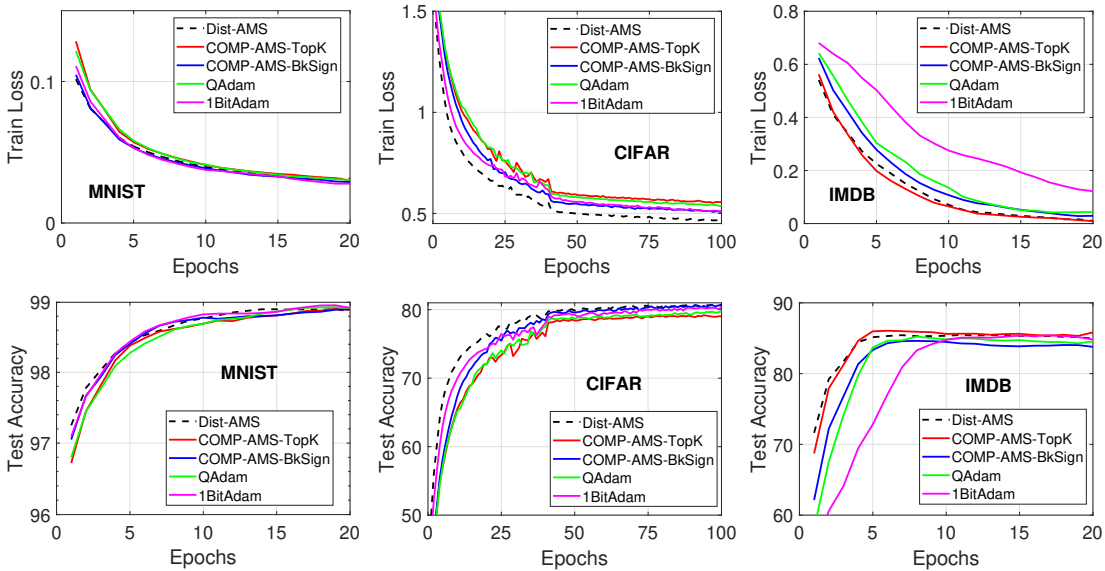 Train Loss
0.1
0
0
5
10
15
20
Epochs
MNIST
Dist-AMS
COMP-AMS-TopK
COMP-AMS-BkSign
QAdam
1BitAdam
Train Loss
1.5
1
0.5
0
25
50
75
100
Epochs
CIFAR
Dist-AMS
COMP-AMS-TopK
COMP-AMS-BkSign
QAdam
1BitAdam
Train Loss
0.8
0.6
0.4
0.2
0
0
5
10
15
20
Epochs
IMDB
Dist-AMS
COMP-AMS-TopK
COMP-AMS-BkSign
QAdam
1BitAdam
Test Accuracy
99
98
97
96
0
5
10
15
20
Epochs
MNIST
Dist-AMS
COMP-AMS-TopK
COMP-AMS-BkSign
QAdam
1BitAdam
Test Accuracy
80
70
60
50
0
25
50
75
100
Epochs
CIFAR
Dist-AMS
COMP-AMS-TopK
COMP-AMS-BkSign
QAdam
1BitAdam
Test Accuracy
90
85
80
75
70
65
60
0
5
10
15
20
Epochs
IMDB
Dist-AMS
COMP-AMS-TopK
COMP-AMS-BkSign
QAdam
1BitAdam